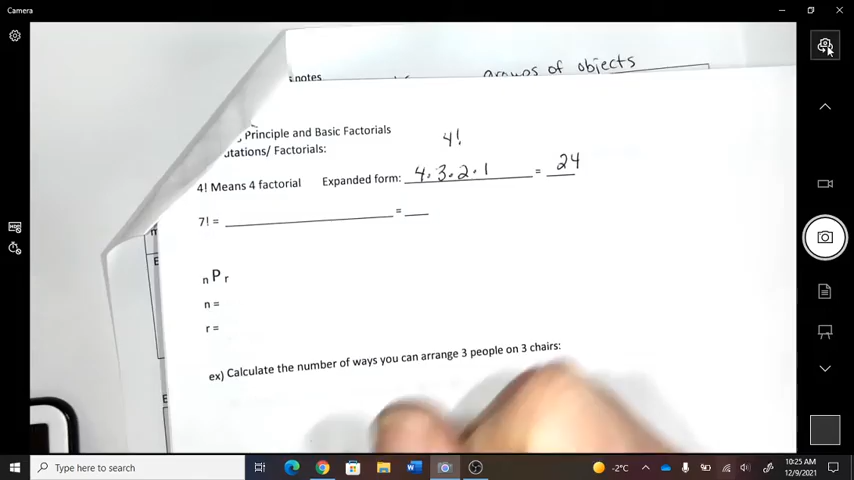 Camera
s notes
groups of objects
Principle and Basic Factorials
utations/ Factorials:
4!
4! Means 4 factorial Expanded form: 4·3·2·1 = 24
7! = ____ = ____
n P r
n =
r =
ex) Calculate the number of ways you can arrange 3 people on 3 chairs:
Type here to search
-2°C
10:25 AM
12/9/2021